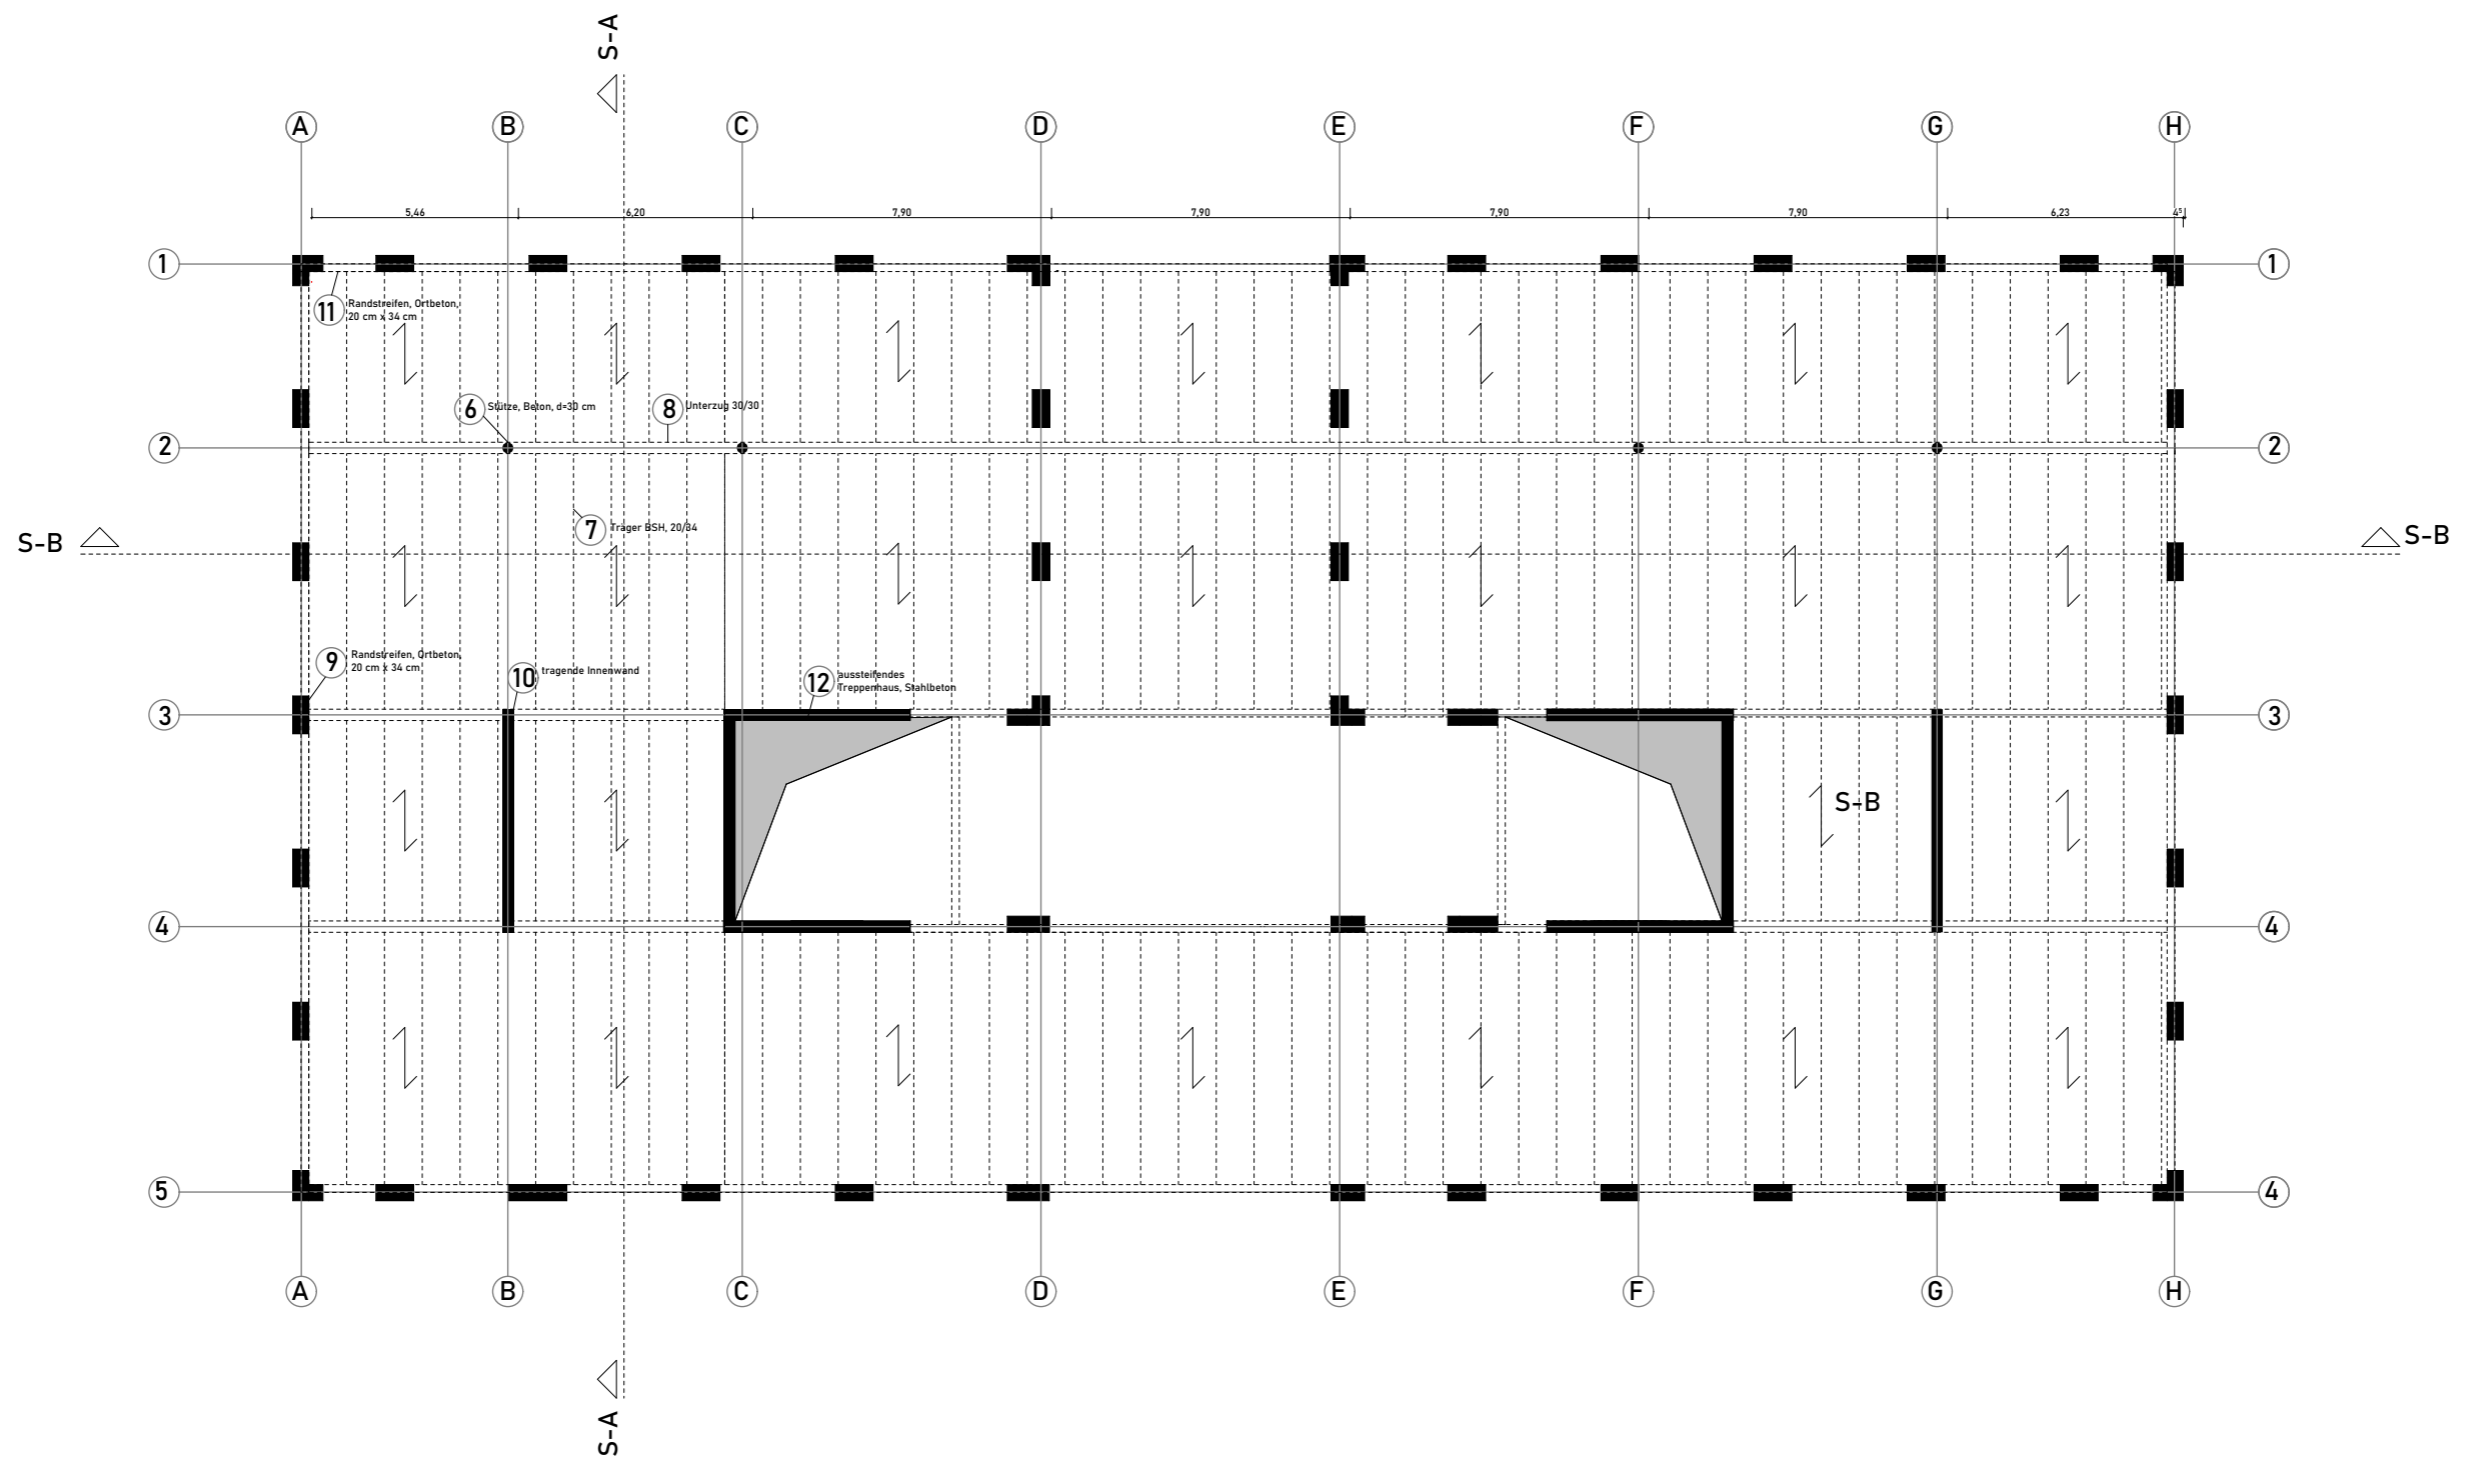 S-A
A B C D E F G H
5,46 6,20 7,90 7,90 7,90 7,90 6,23 4⁵
1 1
11 Randstreifen, Ortbeton,
20 cm x 34 cm
6 Stütze, Beton, d=30 cm
8 Unterzug 30/30
2 2
7 Träger BSH, 20/34
S-B S-B
9 Randstreifen, Ortbeton,
20 cm x 34 cm
10 tragende Innenwand
12 aussteifendes
Treppenhaus, Stahlbeton
3 3
S-B
4 4
5 4
A B C D E F G H
S-A